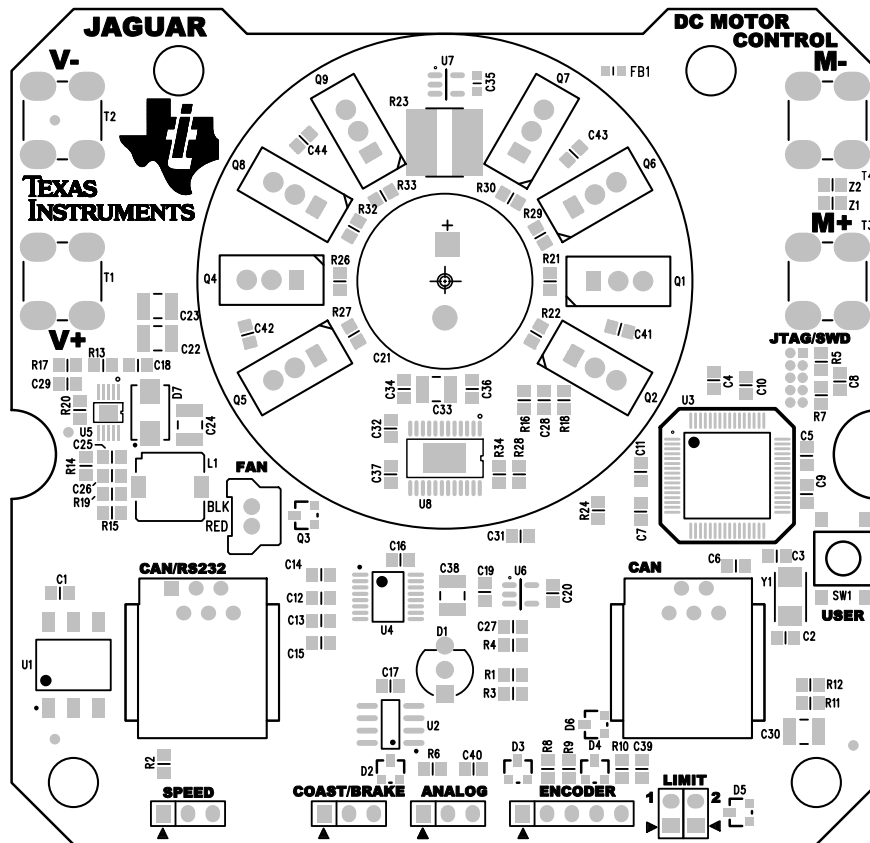 JAGUAR
DC MOTOR
CONTROL
V-
M-
U7
C35
Q9
Q7
FB1
R23
T2
C44
C43
Q8
Q6
T4
TEXAS
INSTRUMENTS
R33
R30
Z2
Z1
R32
R29
M+
T3
+
Q4
R26
R21
Q1
T1
C23
C42
R27
R22
C41
V+
C22
C21
JTAG/SWD
R17
R13
C18
R5
C29
D7
Q5
C34
C33
C36
Q2
U3
C4
C10
C8
R20
R16
C28
R18
R7
U5
C24
C32
C25
R14
L1
FAN
C37
R34
R28
C11
C5
C26
R19
BLK
U8
C9
R15
RED
Q3
R24
C7
C31
CAN/RS232
C14
C16
C38
C19
U6
CAN
C6
C3
C1
C12
C20
Y1
SW1
C13
U4
C27
D1
USER
C15
R4
C2
U1
R1
C17
R3
R12
R11
U2
D6
C30
R2
D2
R6
C40
D3
R8
R9
D4
R10
C39
SPEED
COAST/BRAKE
ANALOG
ENCODER
LIMIT
D5
1
2